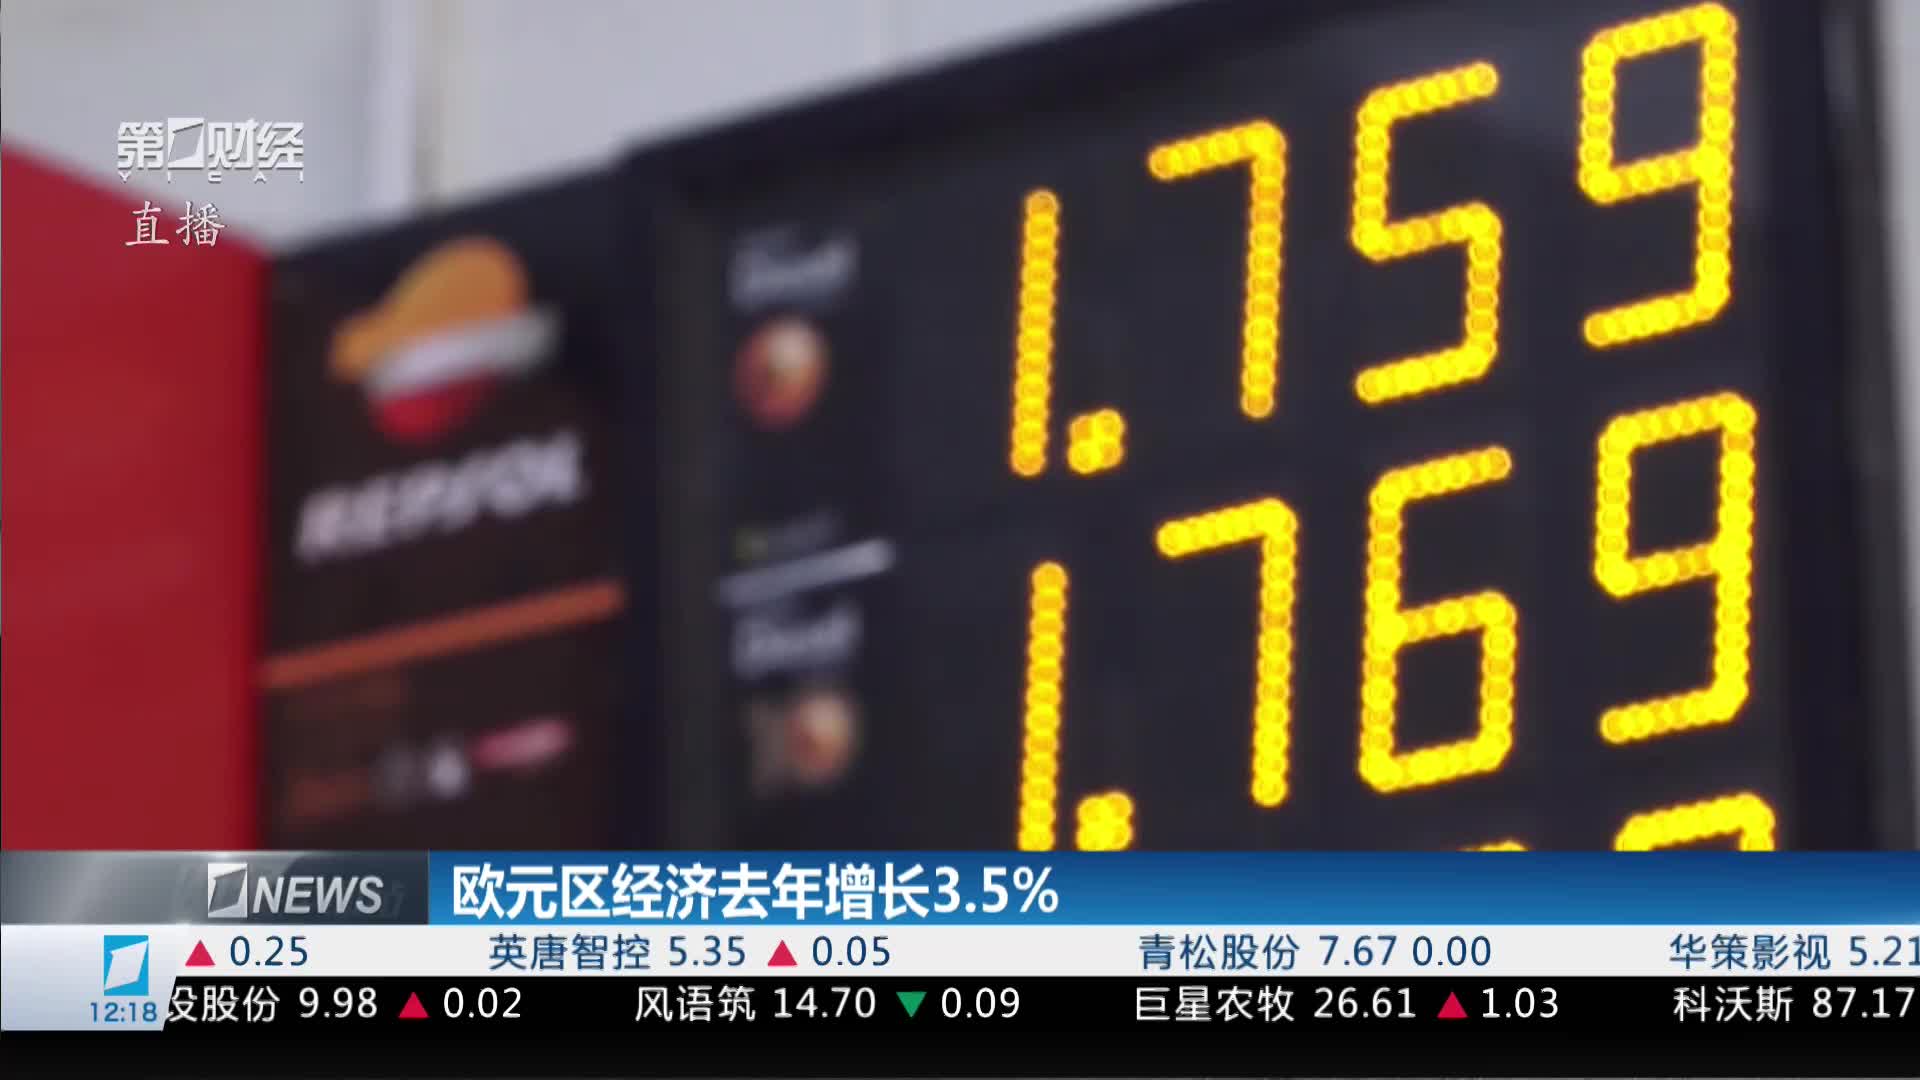 第一财经
YICAI
直播
1.759
REPSOL
1.769
NEWS 欧元区经济去年增长3.5%
▲ 0.25 英唐智控 5.35 ▲ 0.05 青松股份 7.67 0.00 华策影视 5.21
12:18 设股份 9.98 ▲ 0.02 风语筑 14.70 ▼ 0.09 巨星农牧 26.61 ▲ 1.03 科沃斯 87.17